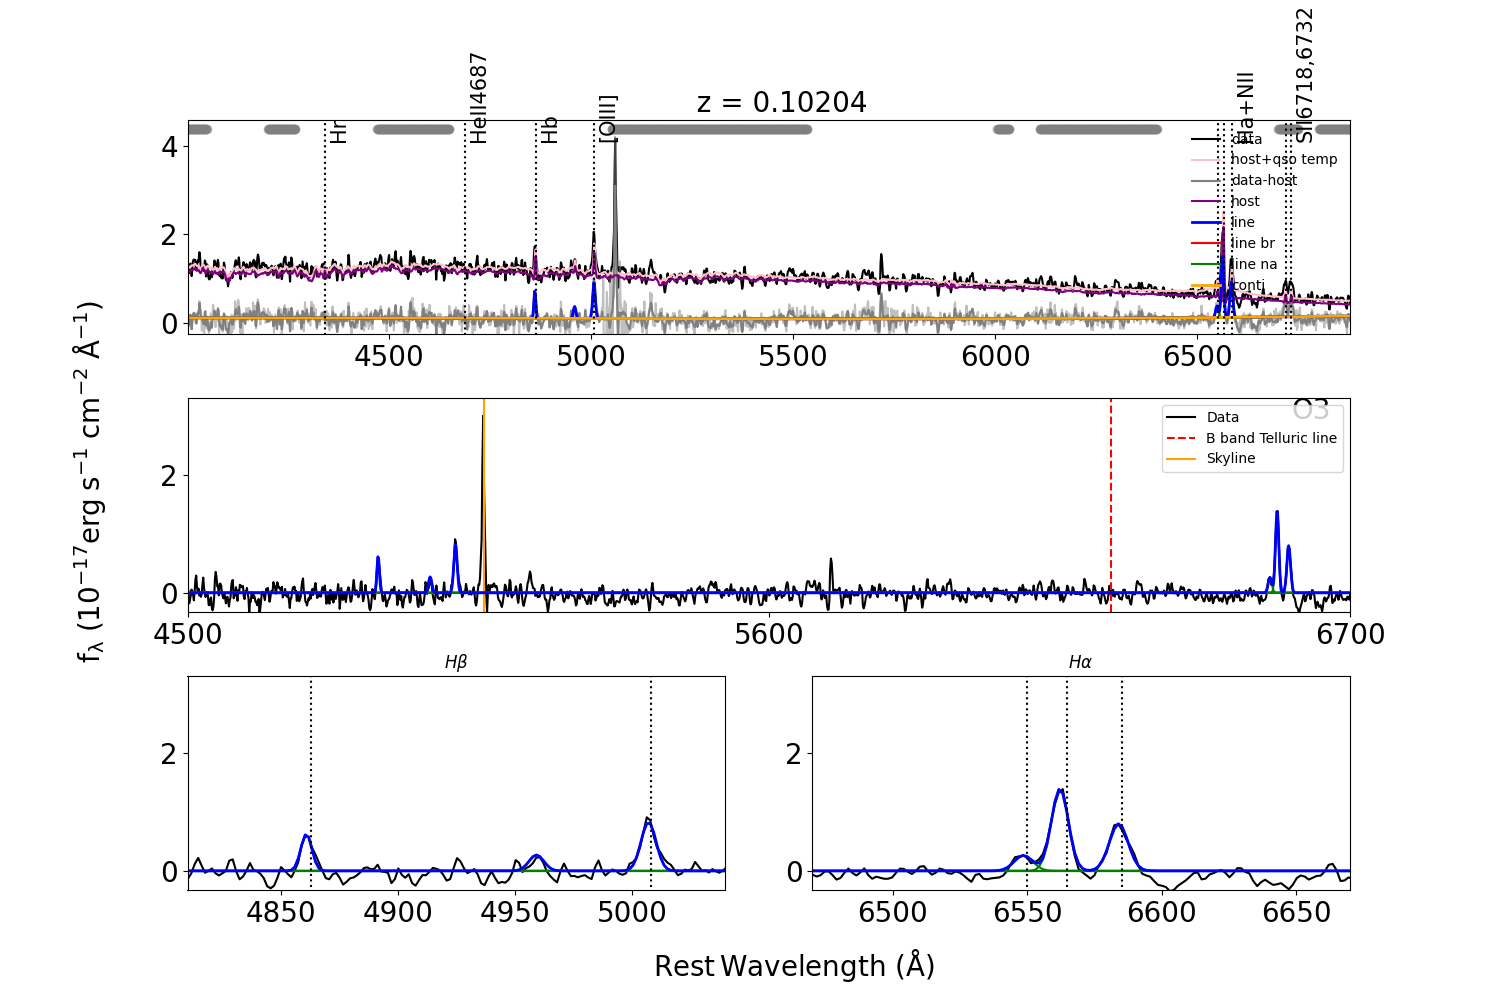 Hr
HeII4687
Hb
[OIII]
Ha+NII
SII6718,6732
z = 0.10204
4
2
0
data
host+qso temp
data-host
host
line
line br
line na
conti
4500
5000
5500
6000
6500
f_λ (10^{-17} erg s^{-1} cm^{-2} Å^{-1})
O3
2
0
Data
B band Telluric line
Skyline
4500
5600
6700
Hβ
2
0
4850
4900
4950
5000
Hα
2
0
6500
6550
6600
6650
Rest Wavelength (Å)